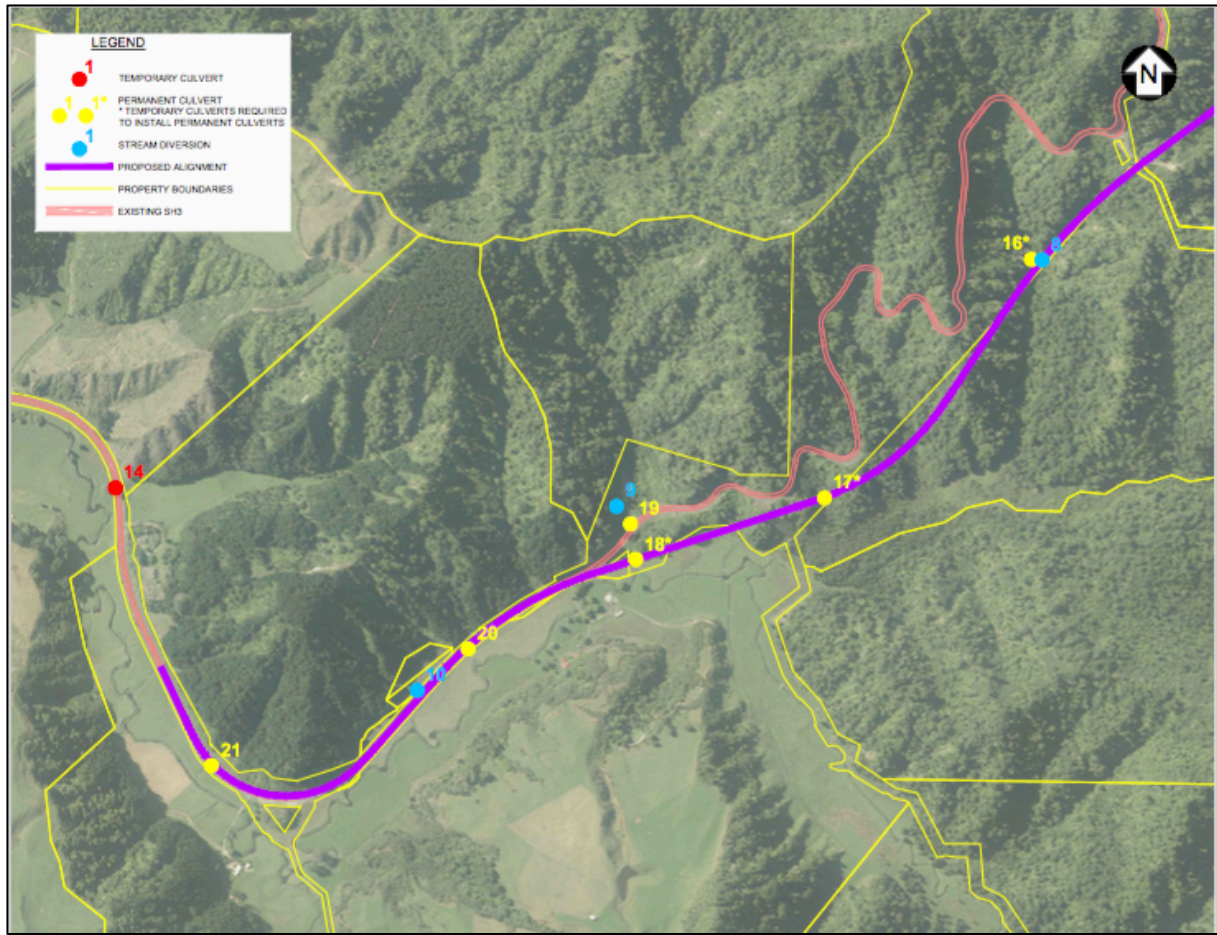 LEGEND
1
TEMPORARY CULVERT
1 1*
PERMANENT CULVERT
* TEMPORARY CULVERTS REQUIRED
TO INSTALL PERMANENT CULVERTS
1
STREAM DIVERSION
PROPOSED ALIGNMENT
PROPERTY BOUNDARIES
EXISTING SH3
N
16* 8
14
17*
9
19
18*
20
10
21